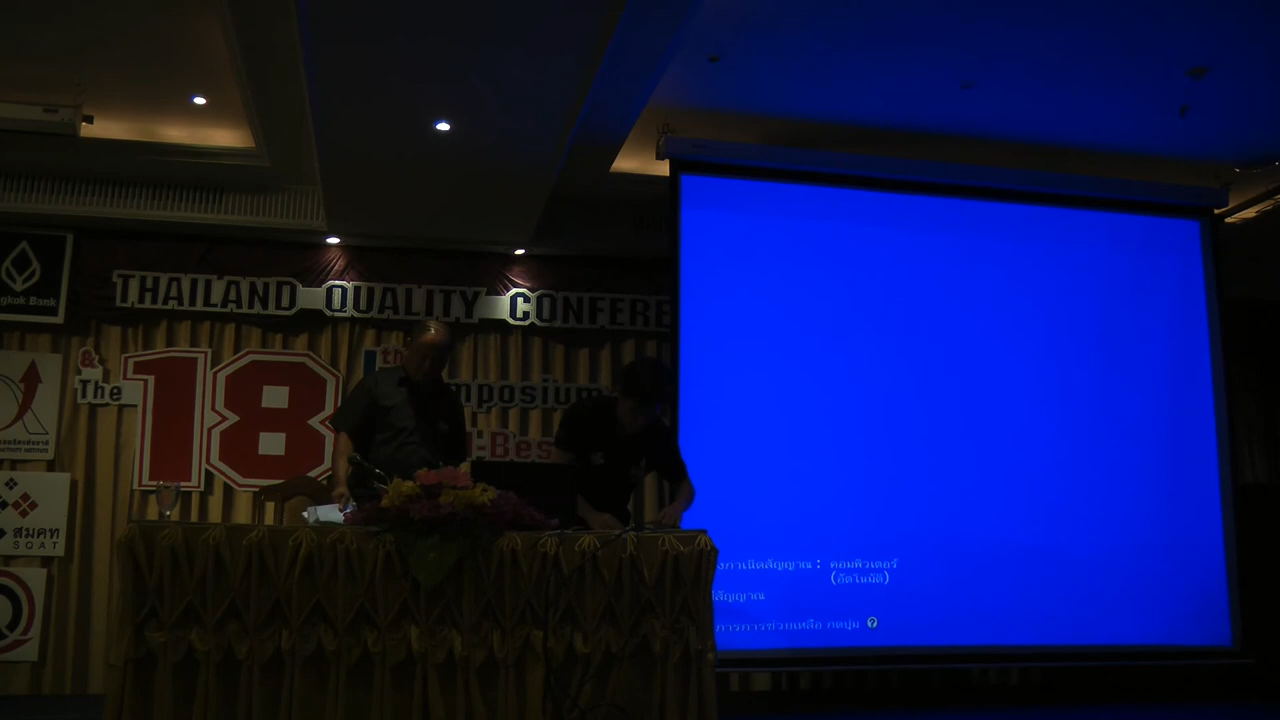 gkok Bank
THAILAND QUALITY CONFERE
& The 18th
mposium
-Bes
สมคท
SQAT
งกาเนิดสัญญาณ : คอมพิวเตอร์
(อัตโนมัติ)
สัญญาณ
การการช่วยเหลือ กดปุ่ม ?